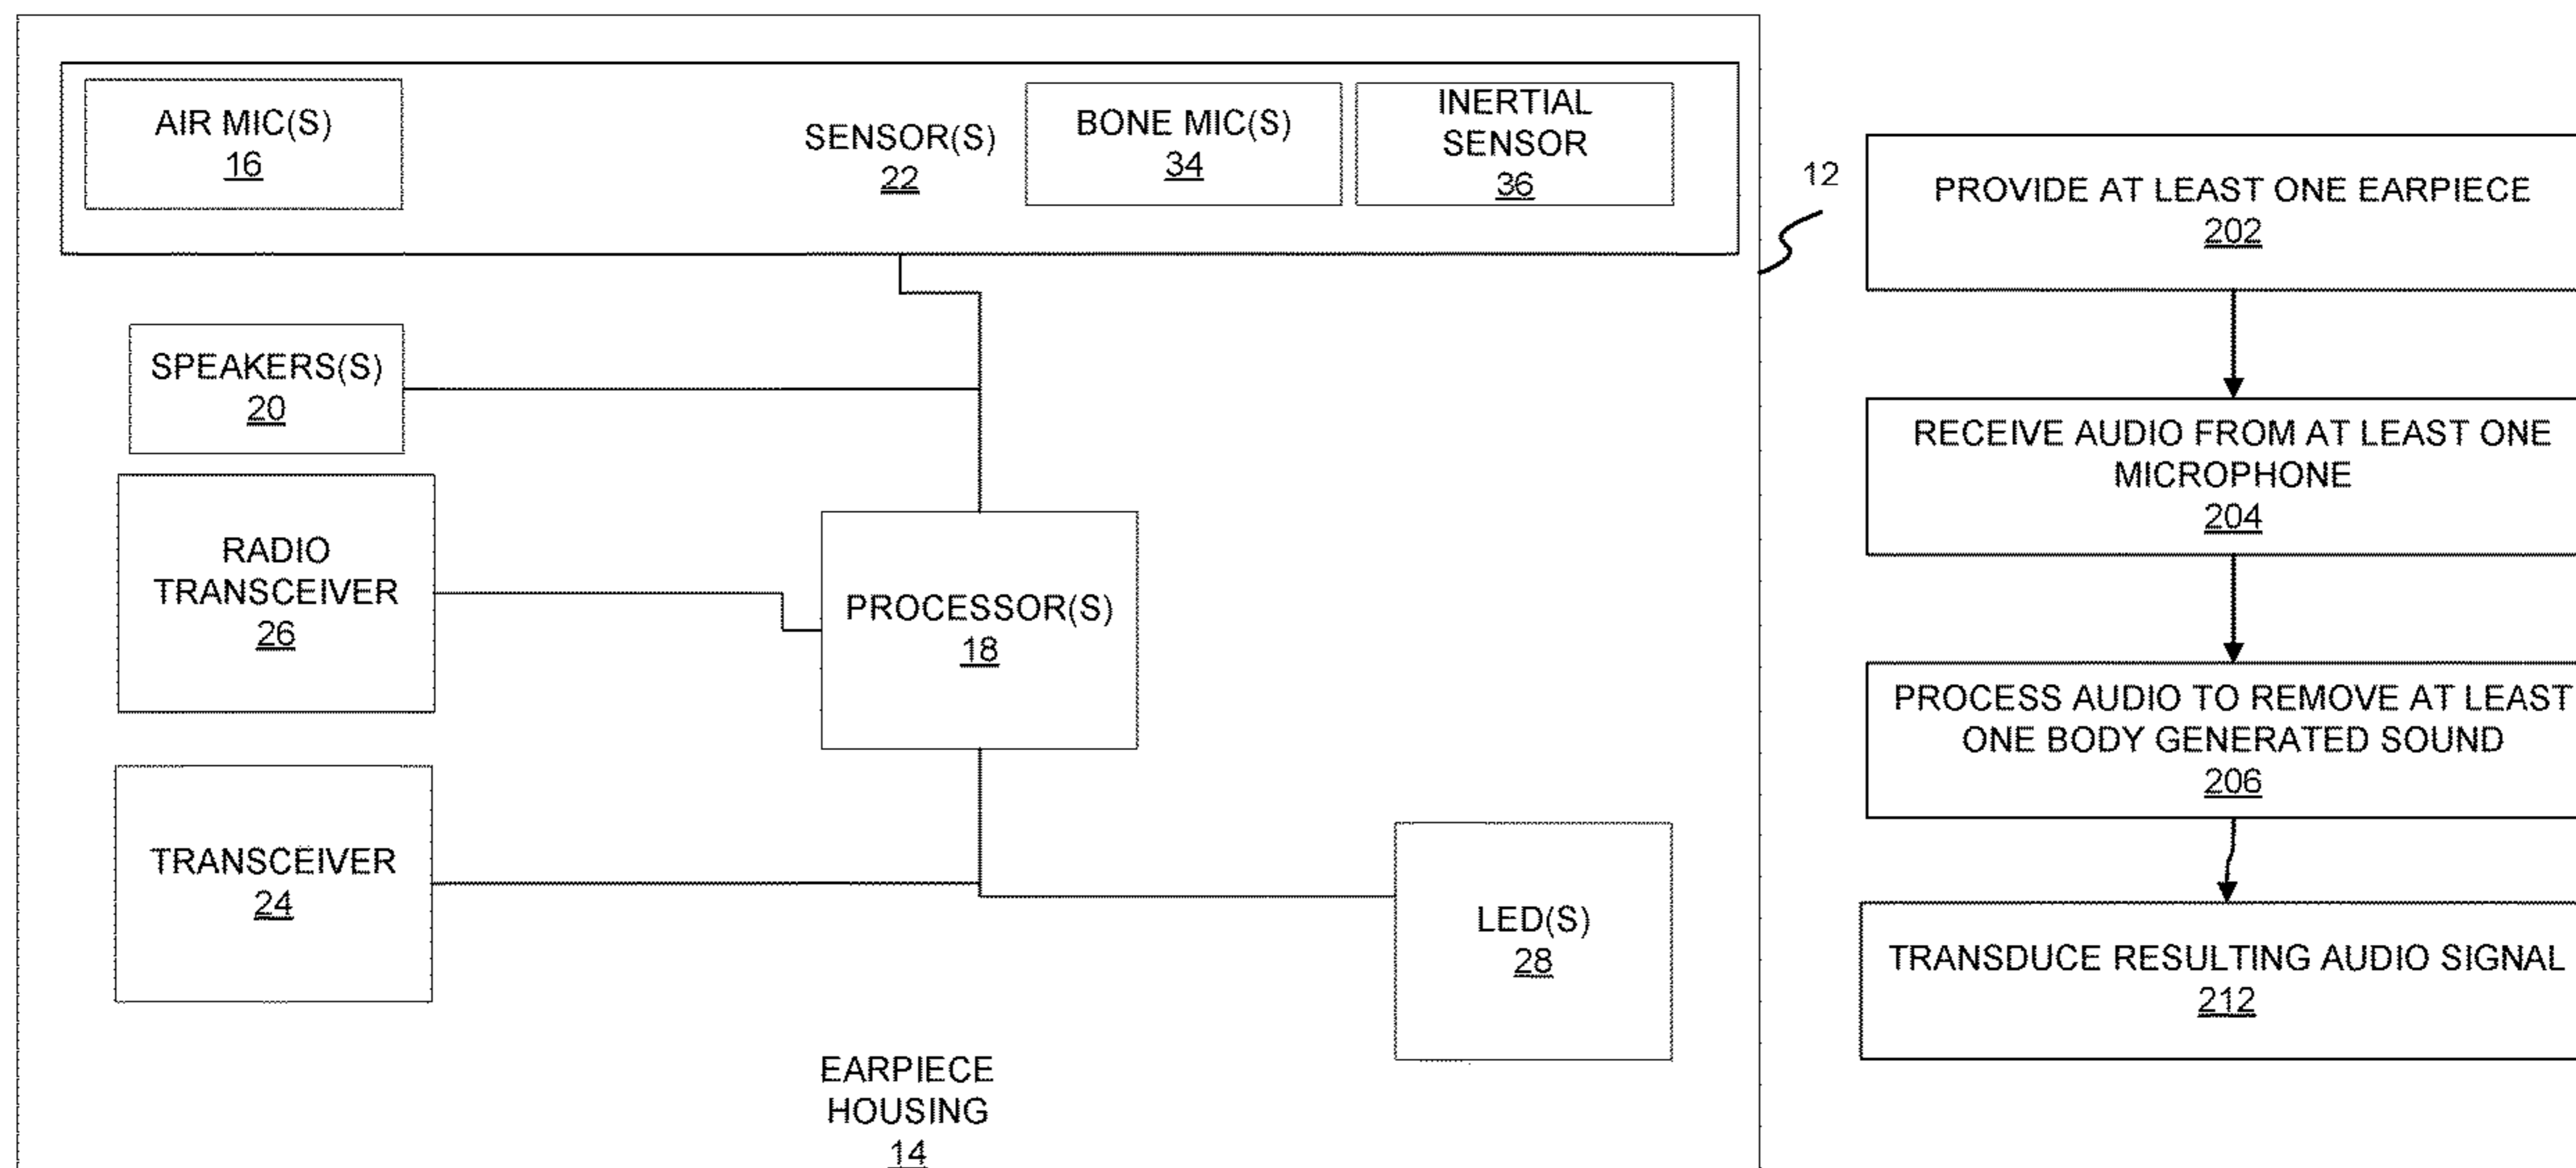 AIR MIC(S)
16
SENSOR(S)
22
BONE MIC(S)
34
INERTIAL
SENSOR
36
12
SPEAKERS(S)
20
RADIO
TRANSCEIVER
26
PROCESSOR(S)
18
TRANSCEIVER
24
LED(S)
28
EARPIECE
HOUSING
14
PROVIDE AT LEAST ONE EARPIECE
202
RECEIVE AUDIO FROM AT LEAST ONE
MICROPHONE
204
PROCESS AUDIO TO REMOVE AT LEAST
ONE BODY GENERATED SOUND
206
TRANSDUCE RESULTING AUDIO SIGNAL
212